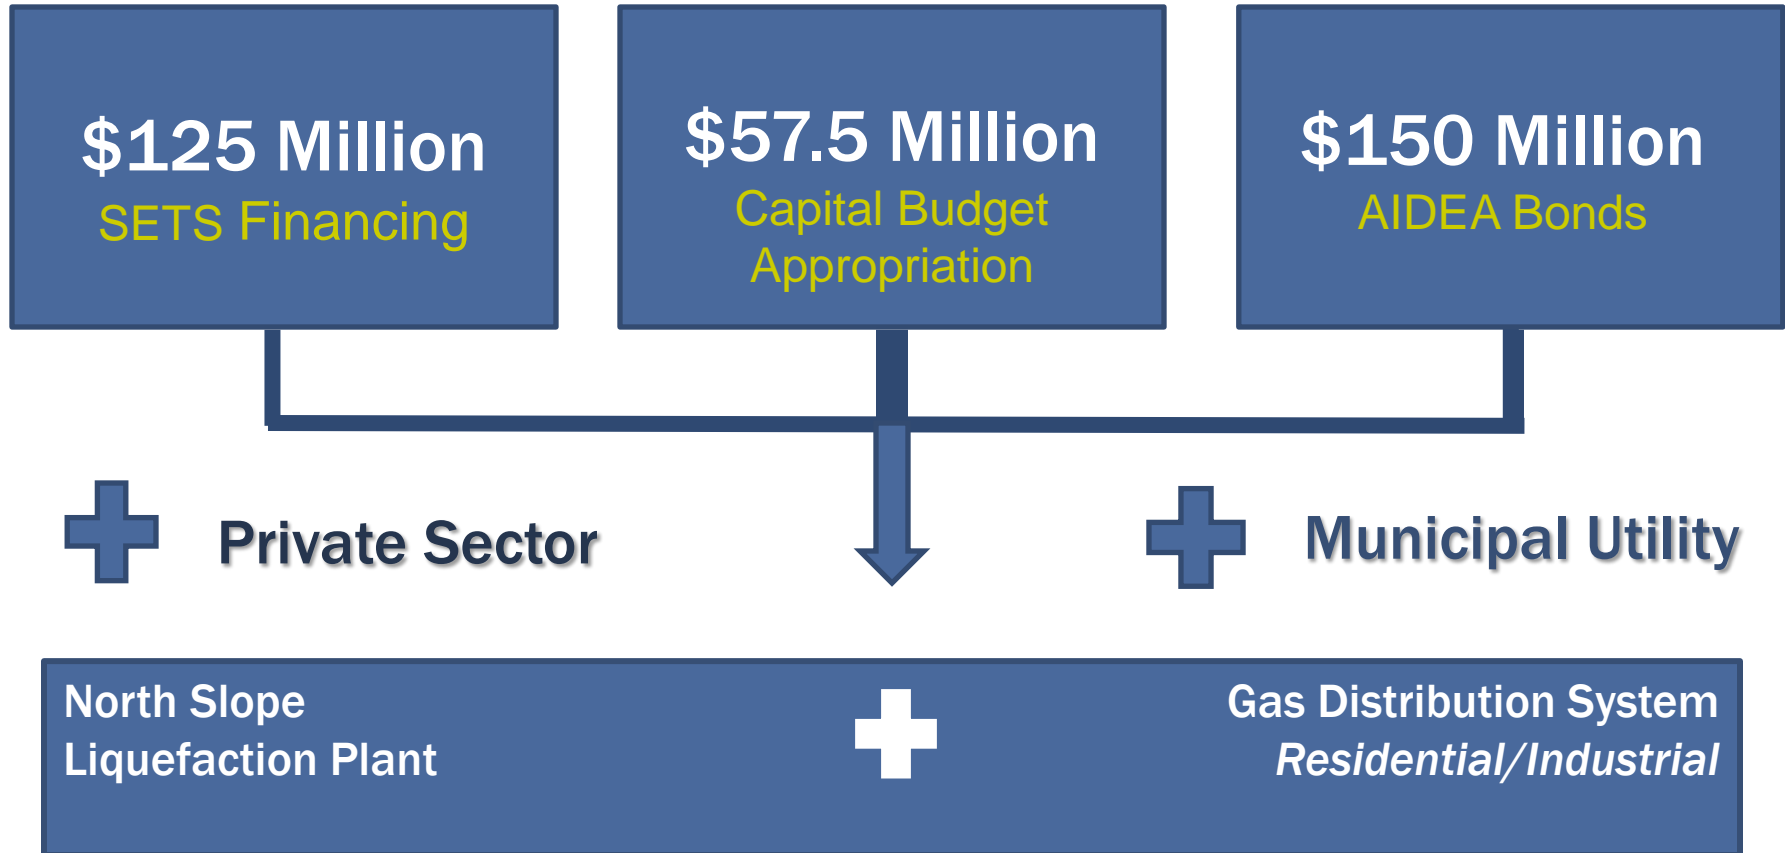 $125 Million
SETS Financing
$57.5 Million
Capital Budget
Appropriation
$150 Million
AIDEA Bonds
Private Sector
Municipal Utility
North Slope
Liquefaction Plant
Gas Distribution System
Residential/Industrial